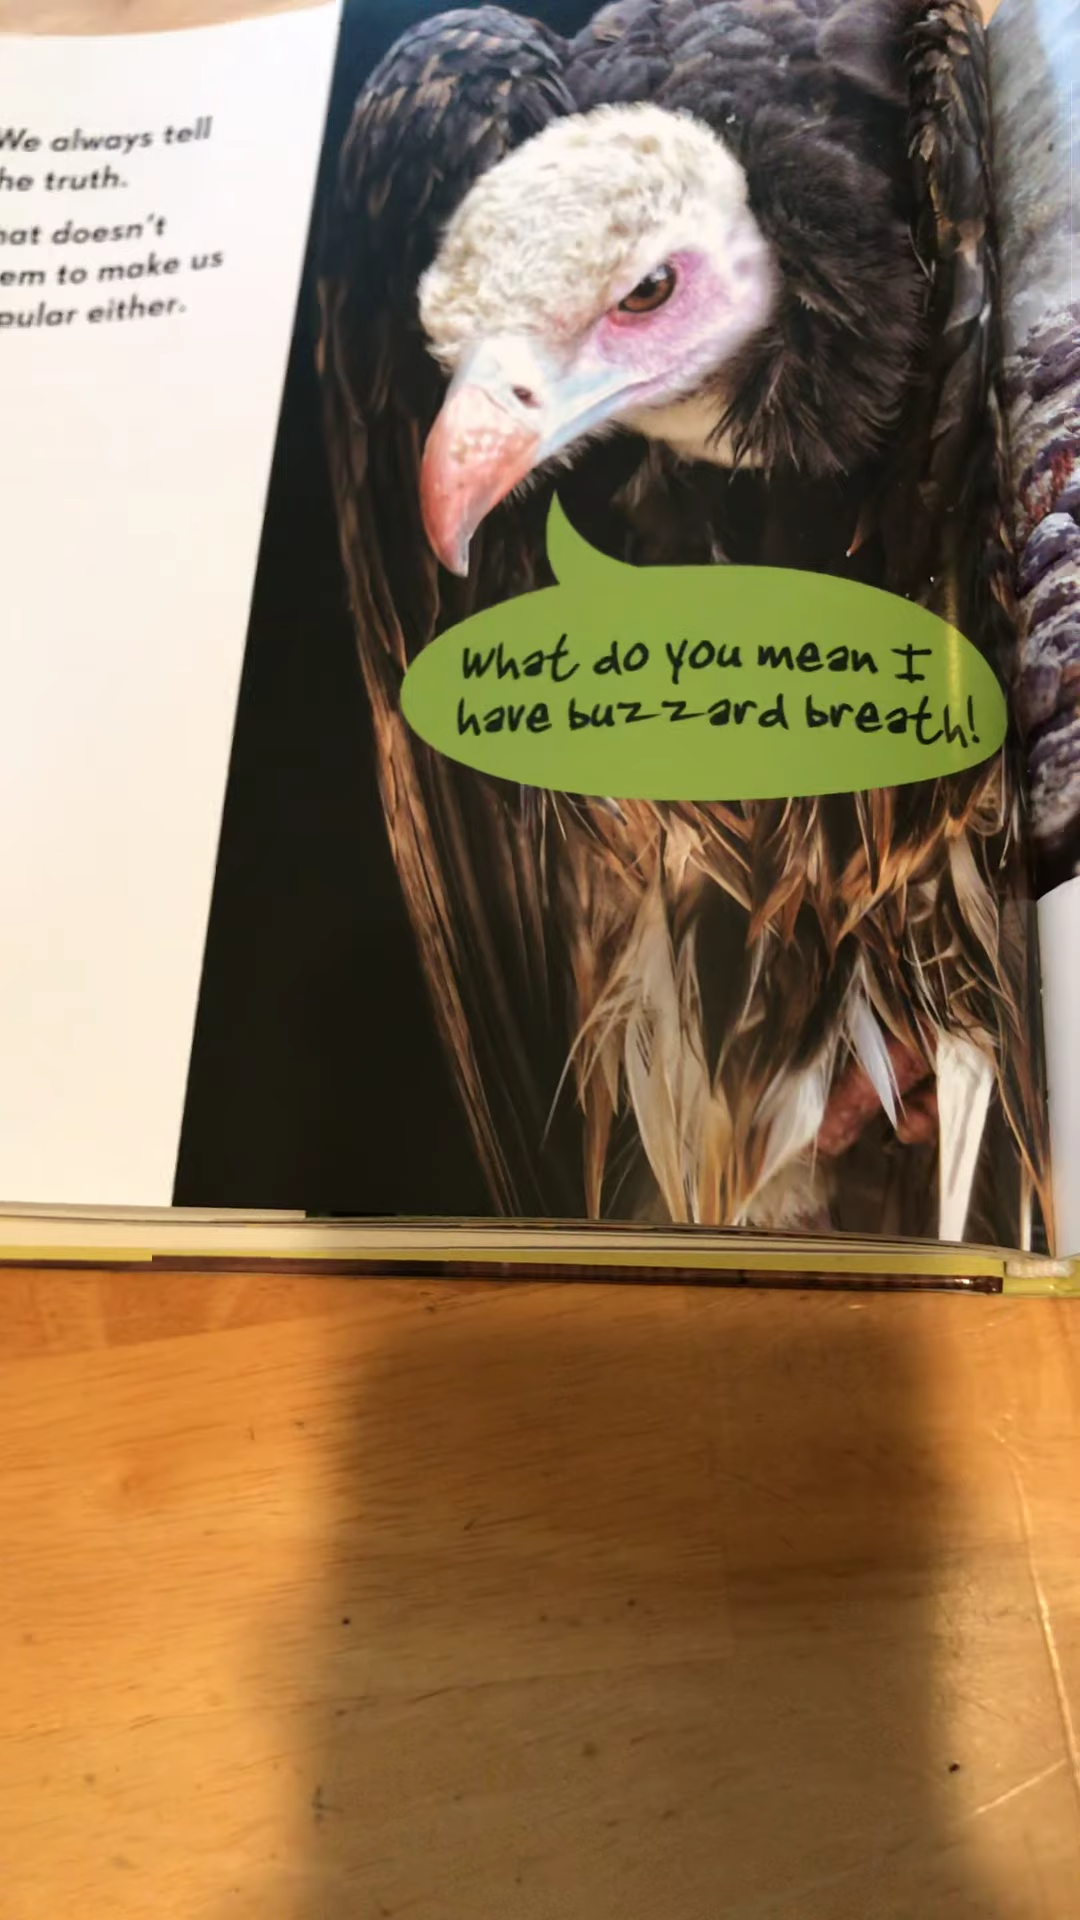 We always tell
he truth.
hat doesn't
em to make us
pular either.
What do you mean I
have buzzard breath!